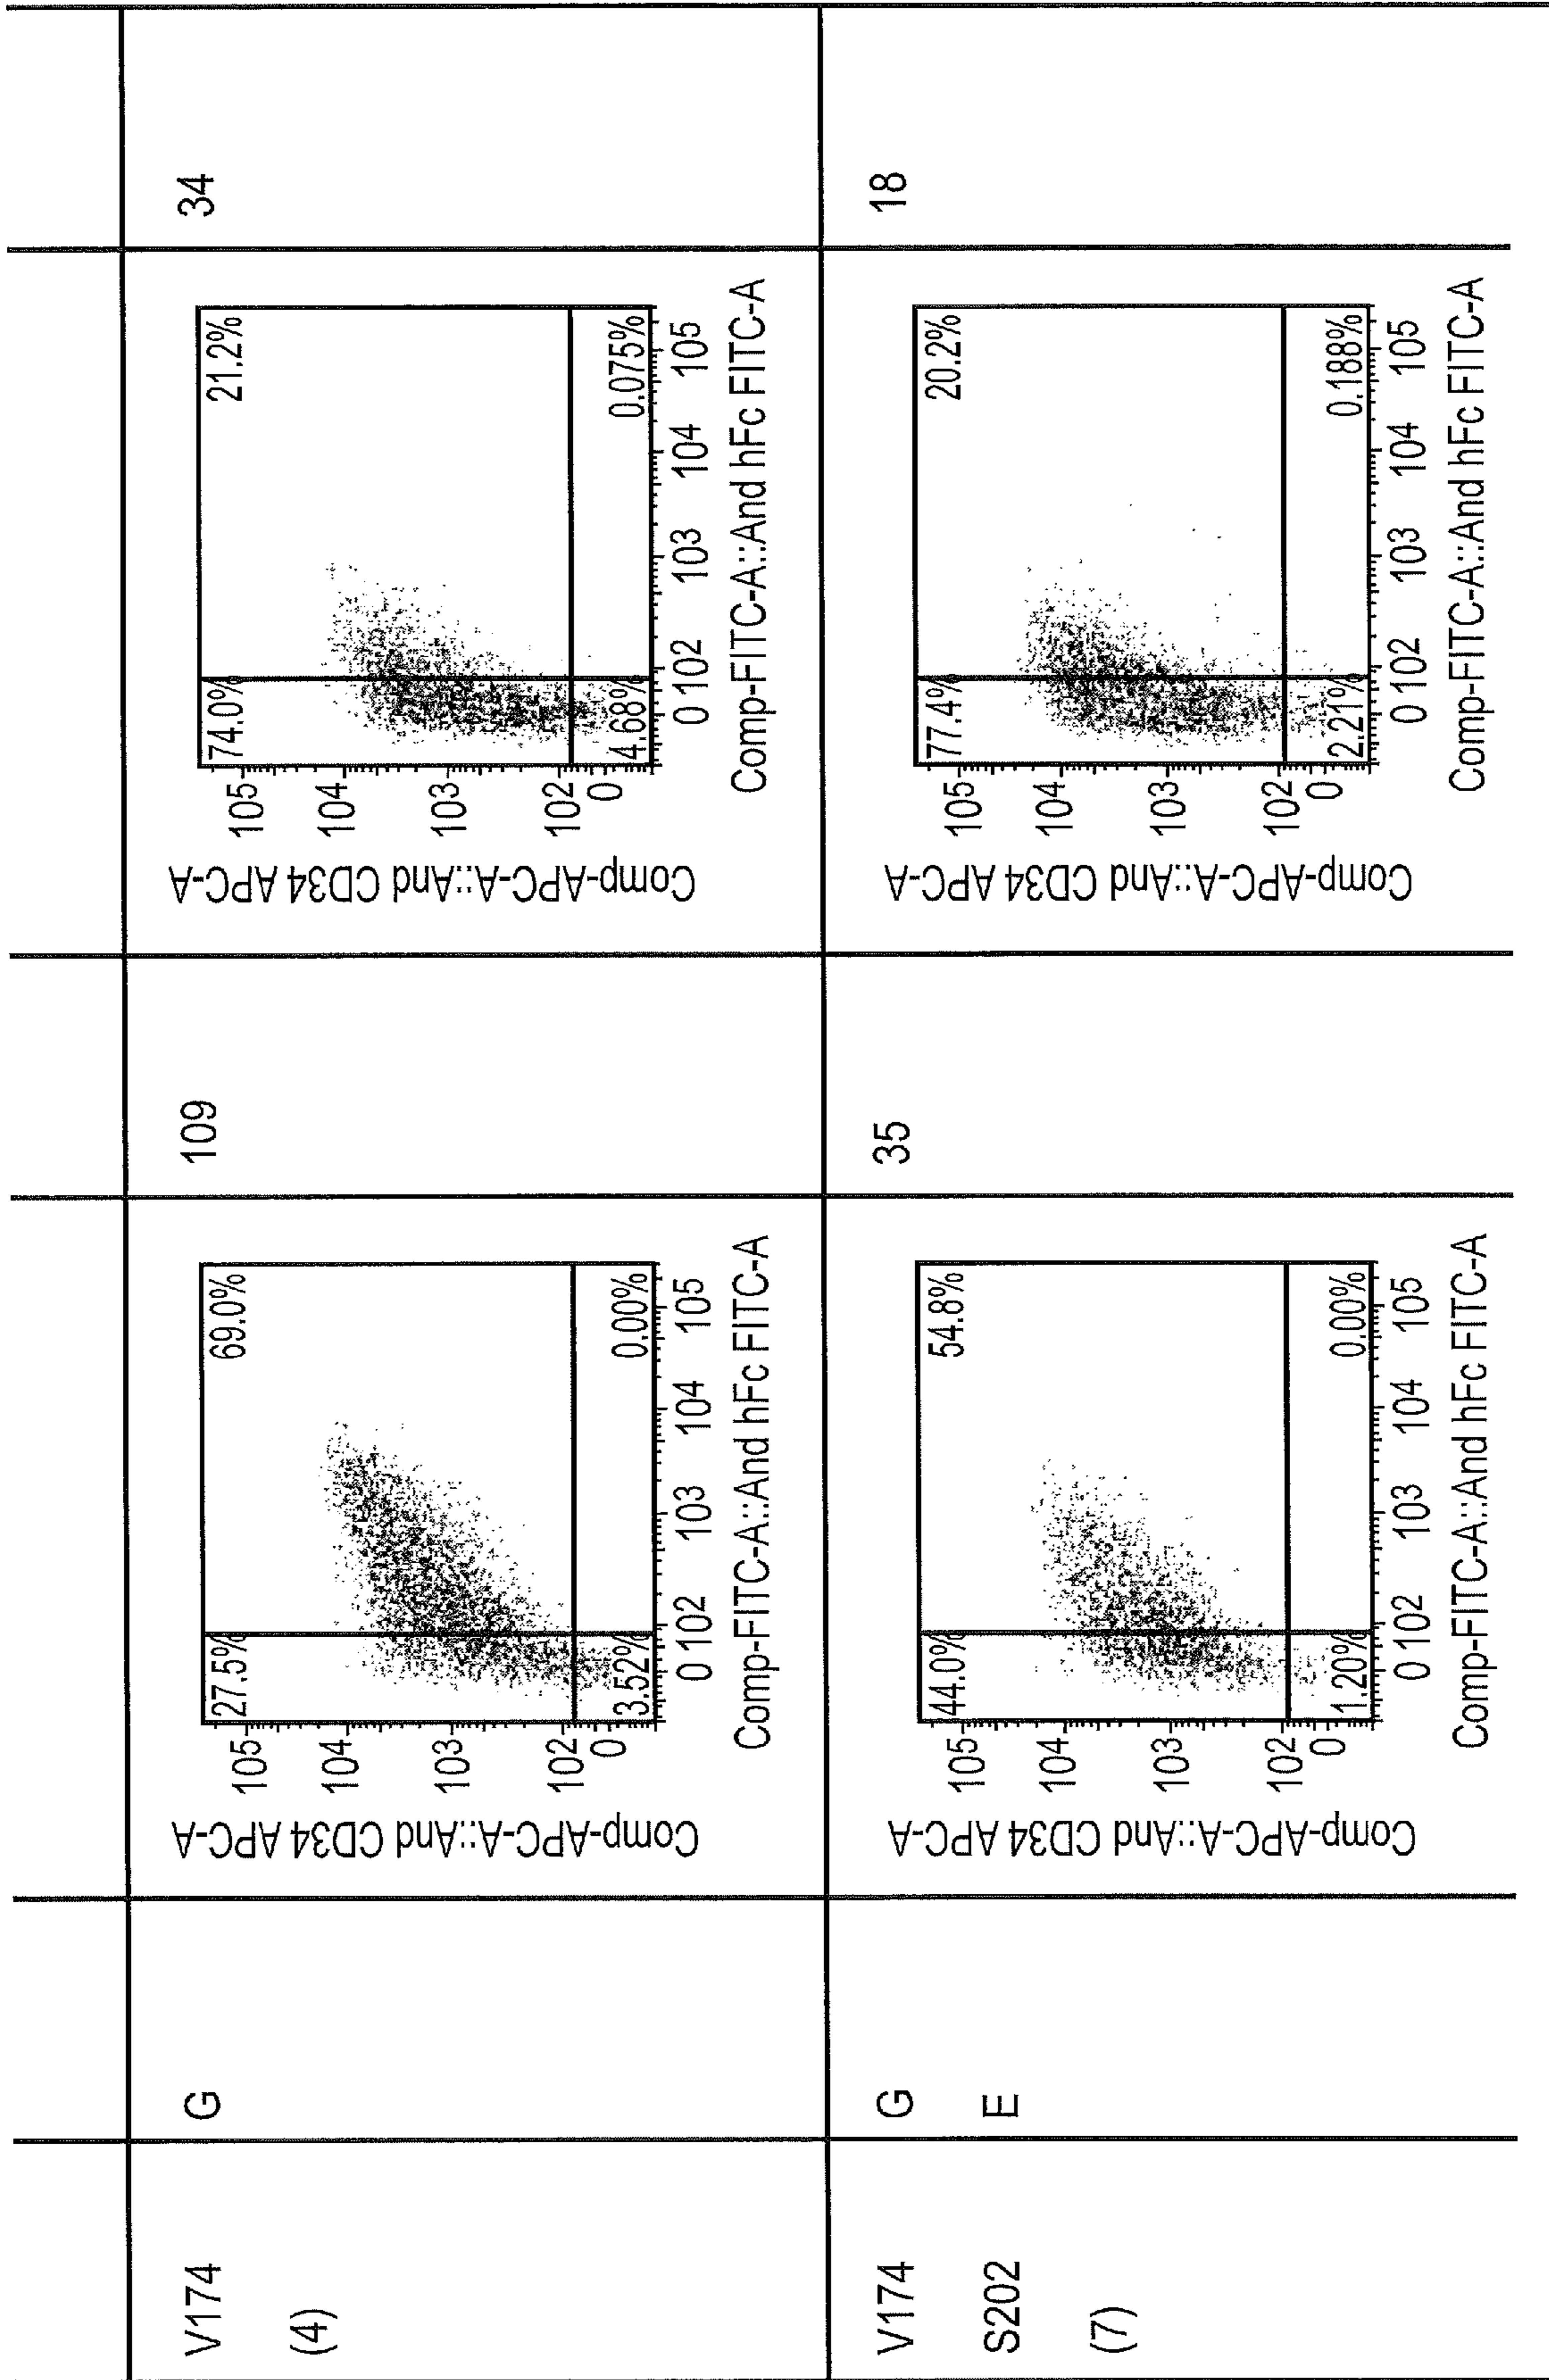 V174
(4)
G
27.5%
69.0%
3.52%
0.00%
105
104
103
102
0
0 102 103 104 105
Comp-APC-A::And CD34 APC-A
Comp-FITC-A::And hFc FITC-A
109
74.0%
21.2%
4.68%
0.075%
105
104
103
102
0
0 102 103 104 105
Comp-APC-A::And CD34 APC-A
Comp-FITC-A::And hFc FITC-A
34
V174
S202
(7)
G
E
44.0%
54.8%
1.20%
0.00%
105
104
103
102
0
0 102 103 104 105
Comp-APC-A::And CD34 APC-A
Comp-FITC-A::And hFc FITC-A
35
77.4%
20.2%
2.21%
0.188%
105
104
103
102
0
0 102 103 104 105
Comp-APC-A::And CD34 APC-A
Comp-FITC-A::And hFc FITC-A
18